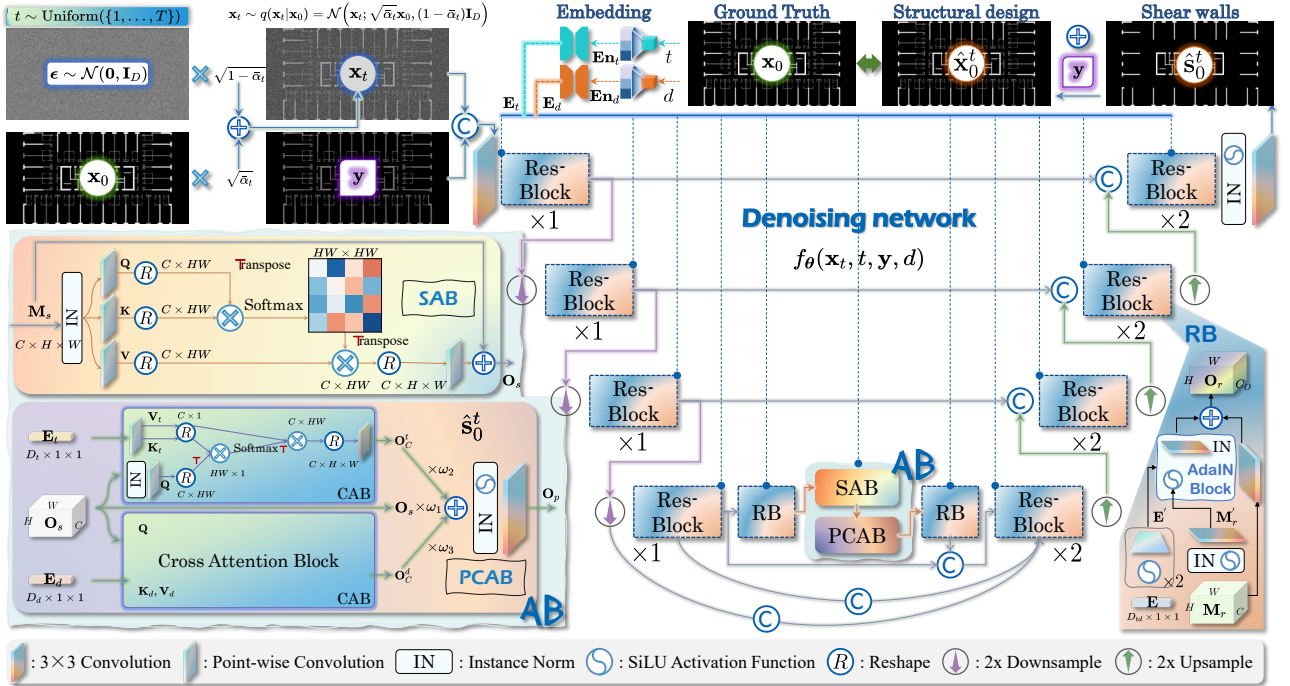 t ∼ Uniform({1, . . . , T})
x_t ∼ q(x_t|x_0) = N(x_t; √ᾱ_t x_0, (1 − ᾱ_t)I_D)
ϵ ∼ N(0, I_D)
√1−ᾱ_t
x_t
x_0
√ᾱ_t
y
C
Embedding
Ground Truth
Structural design
Shear walls
En_t
t
En_d
d
E_t
E_d
x_0
x̂_0^t
y
ŝ_0^t
Res-Block
×1
C
Res-Block
×2
IN
Denoising network
f_θ(x_t, t, y, d)
Res-Block
×1
C
Res-Block
×2
Res-Block
×1
C
Res-Block
×2
Res-Block
×1
RB
SAB
PCAB
AB
RB
Res-Block
×2
C
C
C
M_s
C × H × W
IN
Q
R
C × HW
Transpose
HW × HW
SAB
K
R
C × HW
Softmax
V
R
C × HW
Transpose
C × HW
R
C × H × W
O_s
E_t
D_t × 1 × 1
V_t
C × 1
R
K_t
Softmax
T
C × HW
R
C × H × W
HW × 1
IN
Q
R
T
C × HW
CAB
O_C^t
×ω_2
ŝ_0^t
W
H
O_s
C
O_s
×ω_1
IN
O_p
Q
Cross Attention Block
×ω_3
O_C^d
E_d
D_d × 1 × 1
K_d, V_d
CAB
PCAB
AB
RB
W
H
O_r
C_O
IN
AdaIN
Block
E′
M′_r
IN
×2
E
D_td × 1 × 1
W
H
M_r
C
: 3×3 Convolution
: Point-wise Convolution
IN
: Instance Norm
: SiLU Activation Function
R
: Reshape
: 2x Downsample
: 2x Upsample